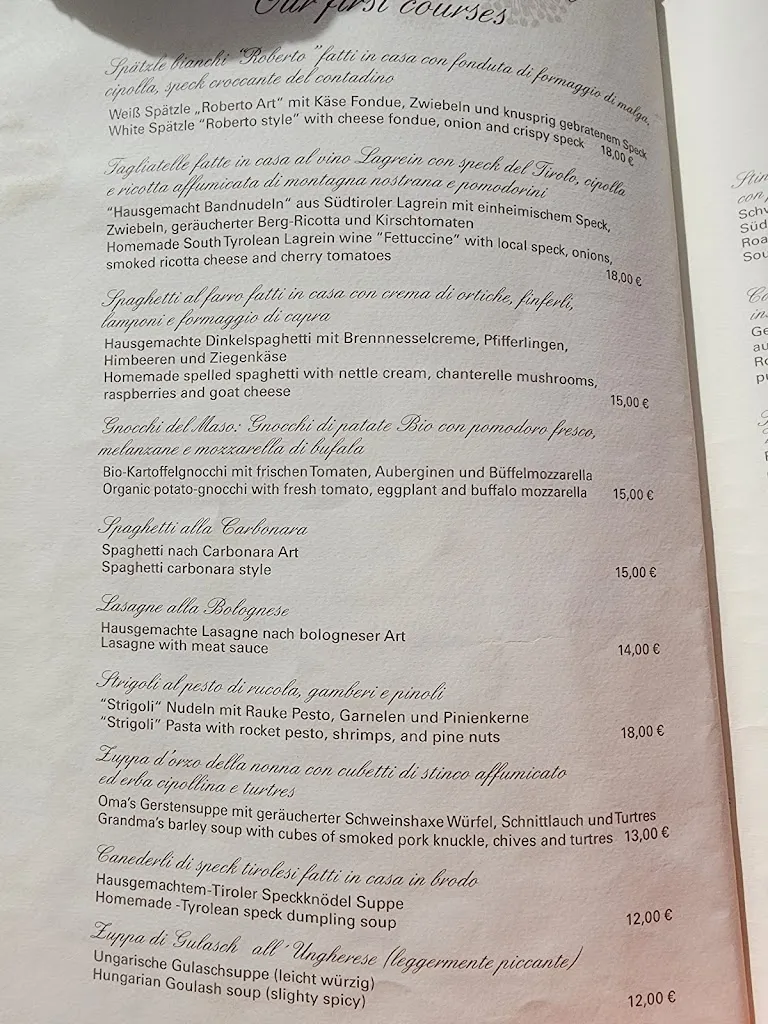 Our first courses
Spätzle bianchi "Roberto" fatti in casa con fonduta di formaggio di malga,
cipolla, speck croccante del contadino
Weiß Spätzle „Roberto Art" mit Käse Fondue, Zwiebeln und knusprig gebratenem Speck
White Spätzle "Roberto style" with cheese fondue, onion and crispy speck 18,00 €
Tagliatelle fatte in casa al vino Lagrein con speck del Tirolo, cipolla
e ricotta affumicata di montagna nostrana e pomodorini
"Hausgemacht Bandnudeln" aus Südtiroler Lagrein mit einheimischem Speck,
Zwiebeln, geräucherter Berg-Ricotta und Kirschtomaten
Homemade South Tyrolean Lagrein wine "Fettuccine" with local speck, onions,
smoked ricotta cheese and cherry tomatoes
18,00 €
Spaghetti al farro fatti in casa con crema di ortiche, finferli,
lamponi e formaggio di capra
Hausgemachte Dinkelspaghetti mit Brennnesselcreme, Pfifferlingen,
Himbeeren und Ziegenkäse
Homemade spelled spaghetti with nettle cream, chanterelle mushrooms,
raspberries and goat cheese 15,00 €
Gnocchi del Maso: Gnocchi di patate Bio con pomodoro fresco,
melanzane e mozzarella di bufala
Bio-Kartoffelgnocchi mit frischen Tomaten, Auberginen und Büffelmozzarella
Organic potato-gnocchi with fresh tomato, eggplant and buffalo mozzarella 15,00 €
Spaghetti alla Carbonara
Spaghetti nach Carbonara Art
Spaghetti carbonara style 15,00 €
Lasagne alla Bolognese
Hausgemachte Lasagne nach bologneser Art
Lasagne with meat sauce 14,00 €
Strigoli al pesto di rucola, gamberi e pinoli
"Strigoli" Nudeln mit Rauke Pesto, Garnelen und Pinienkerne
"Strigoli" Pasta with rocket pesto, shrimps, and pine nuts 18,00 €
Zuppa d'orzo della nonna con cubetti di stinco affumicato
ed erba cipollina e turtres
Oma's Gerstensuppe mit geräucherter Schweinshaxe Würfel, Schnittlauch und Turtres
Grandma's barley soup with cubes of smoked pork knuckle, chives and turtres 13,00 €
Canederli di speck tirolesi fatti in casa in brodo
Hausgemachtem-Tiroler Speckknödel Suppe
Homemade -Tyrolean speck dumpling soup 12,00 €
Zuppa di Gulasch all'Ungherese (leggermente piccante)
Ungarische Gulaschsuppe (leicht würzig)
Hungarian Goulash soup (slighty spicy) 12,00 €